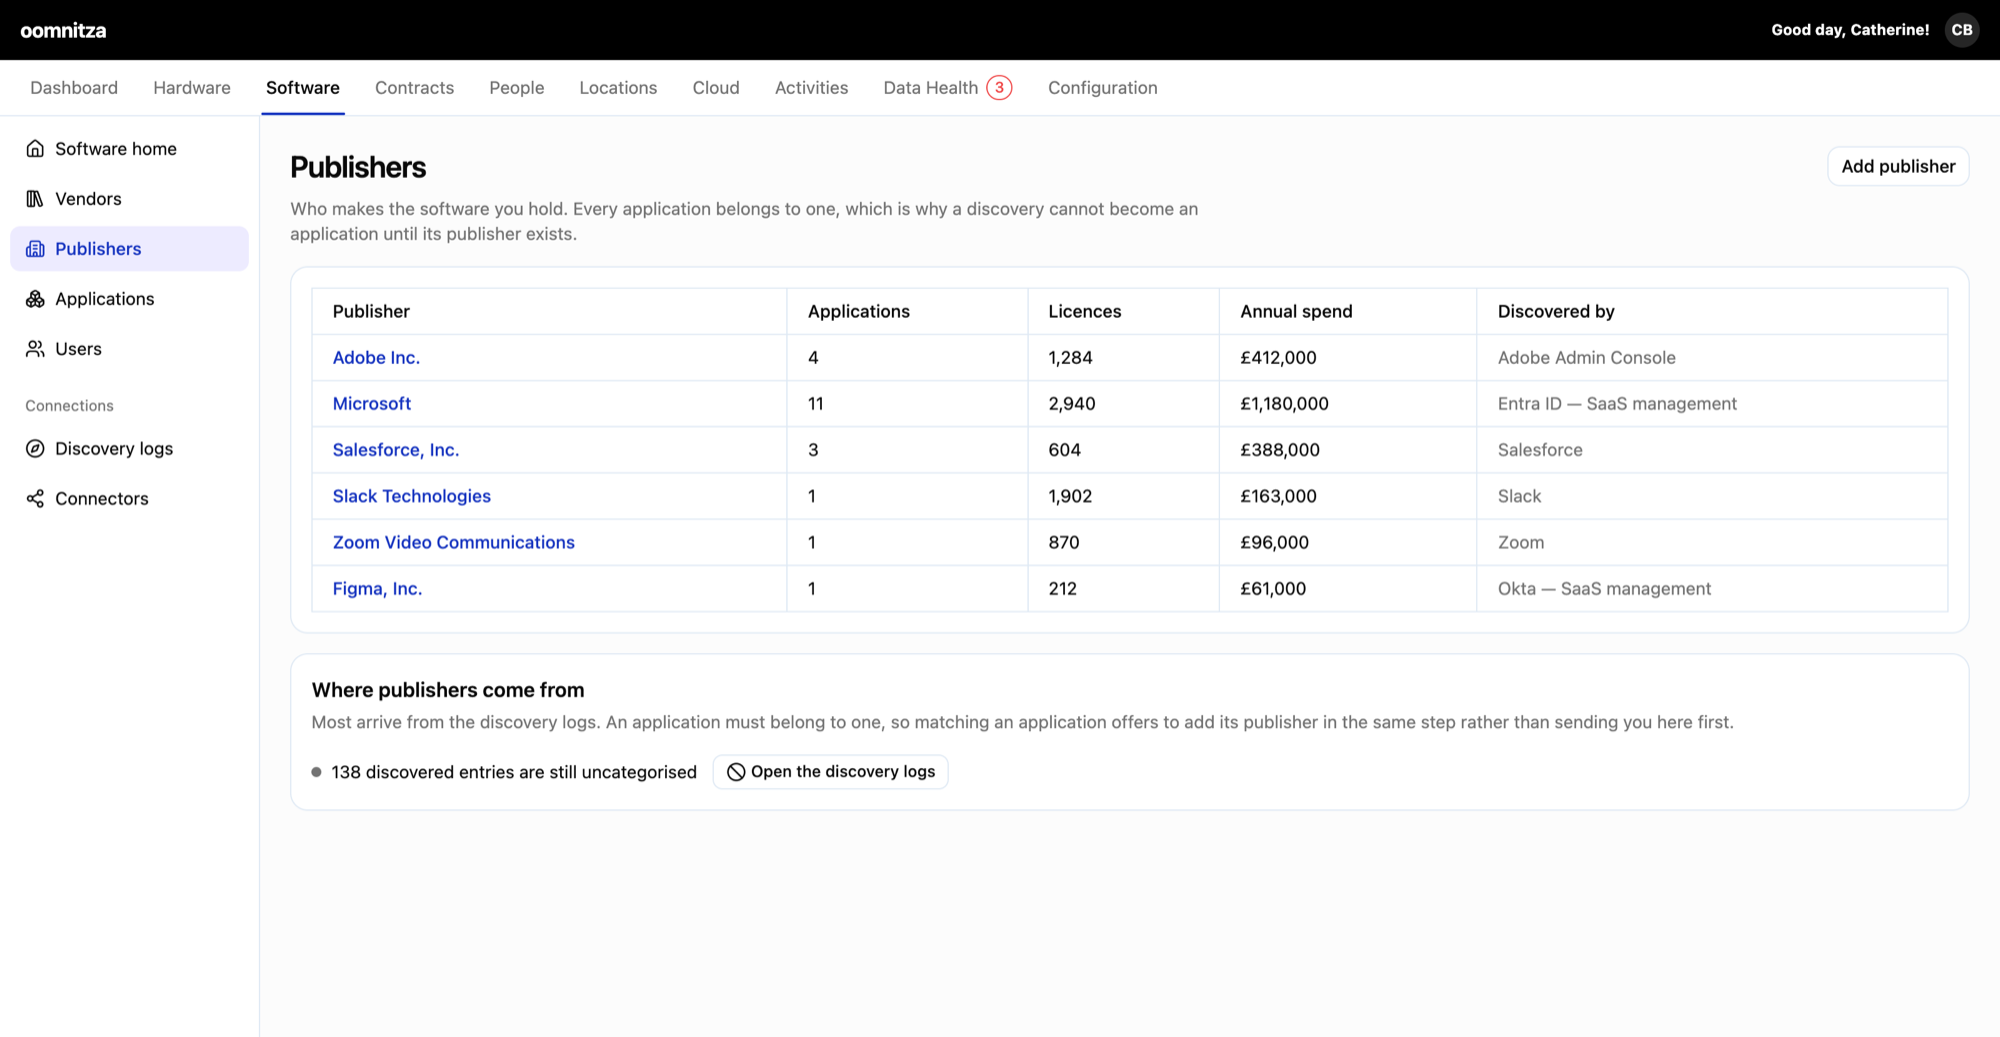 oomnitza
Good day, Catherine!
CB
Dashboard
Hardware
Software
Contracts
People
Locations
Cloud
Activities
Data Health 3
Configuration
Software home
Vendors
Publishers
Applications
Users
Connections
Discovery logs
Connectors
Publishers
Add publisher
Who makes the software you hold. Every application belongs to one, which is why a discovery cannot become an
application until its publisher exists.
Publisher Applications Licences Annual spend Discovered by
Adobe Inc. 4 1,284 £412,000 Adobe Admin Console
Microsoft 11 2,940 £1,180,000 Entra ID — SaaS management
Salesforce, Inc. 3 604 £388,000 Salesforce
Slack Technologies 1 1,902 £163,000 Slack
Zoom Video Communications 1 870 £96,000 Zoom
Figma, Inc. 1 212 £61,000 Okta — SaaS management
Where publishers come from
Most arrive from the discovery logs. An application must belong to one, so matching an application offers to add its publisher in the same step rather than sending you here first.
138 discovered entries are still uncategorised
Open the discovery logs